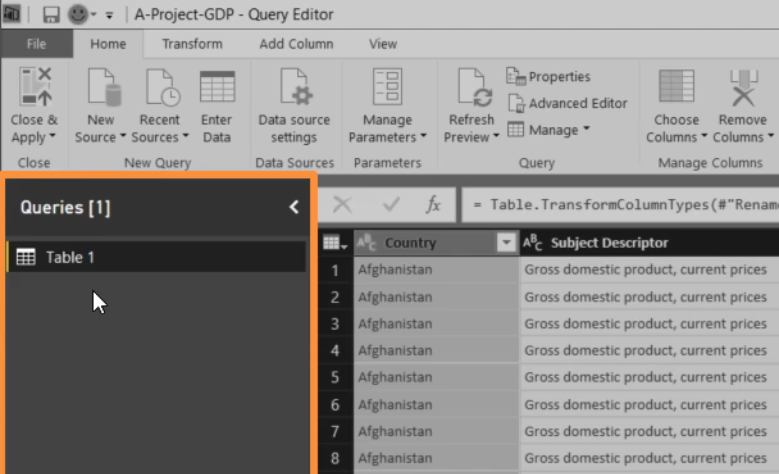 A-Project-GDP - Query Editor
File Home Transform Add Column View
Close & Apply New Source Recent Sources Enter Data Data source settings Manage Parameters Refresh Preview Properties Advanced Editor Manage Choose Columns Remove Columns
Close New Query Data Sources Parameters Query Manage Columns
Queries [1]
fx = Table.TransformColumnTypes(#"Rename
Table 1
ABC Country ABC Subject Descriptor
1 Afghanistan Gross domestic product, current prices
2 Afghanistan Gross domestic product, current prices
3 Afghanistan Gross domestic product, current prices
4 Afghanistan Gross domestic product, current prices
5 Afghanistan Gross domestic product, current prices
6 Afghanistan Gross domestic product, current prices
7 Afghanistan Gross domestic product, current prices
8 Afghanistan Gross domestic product, current prices